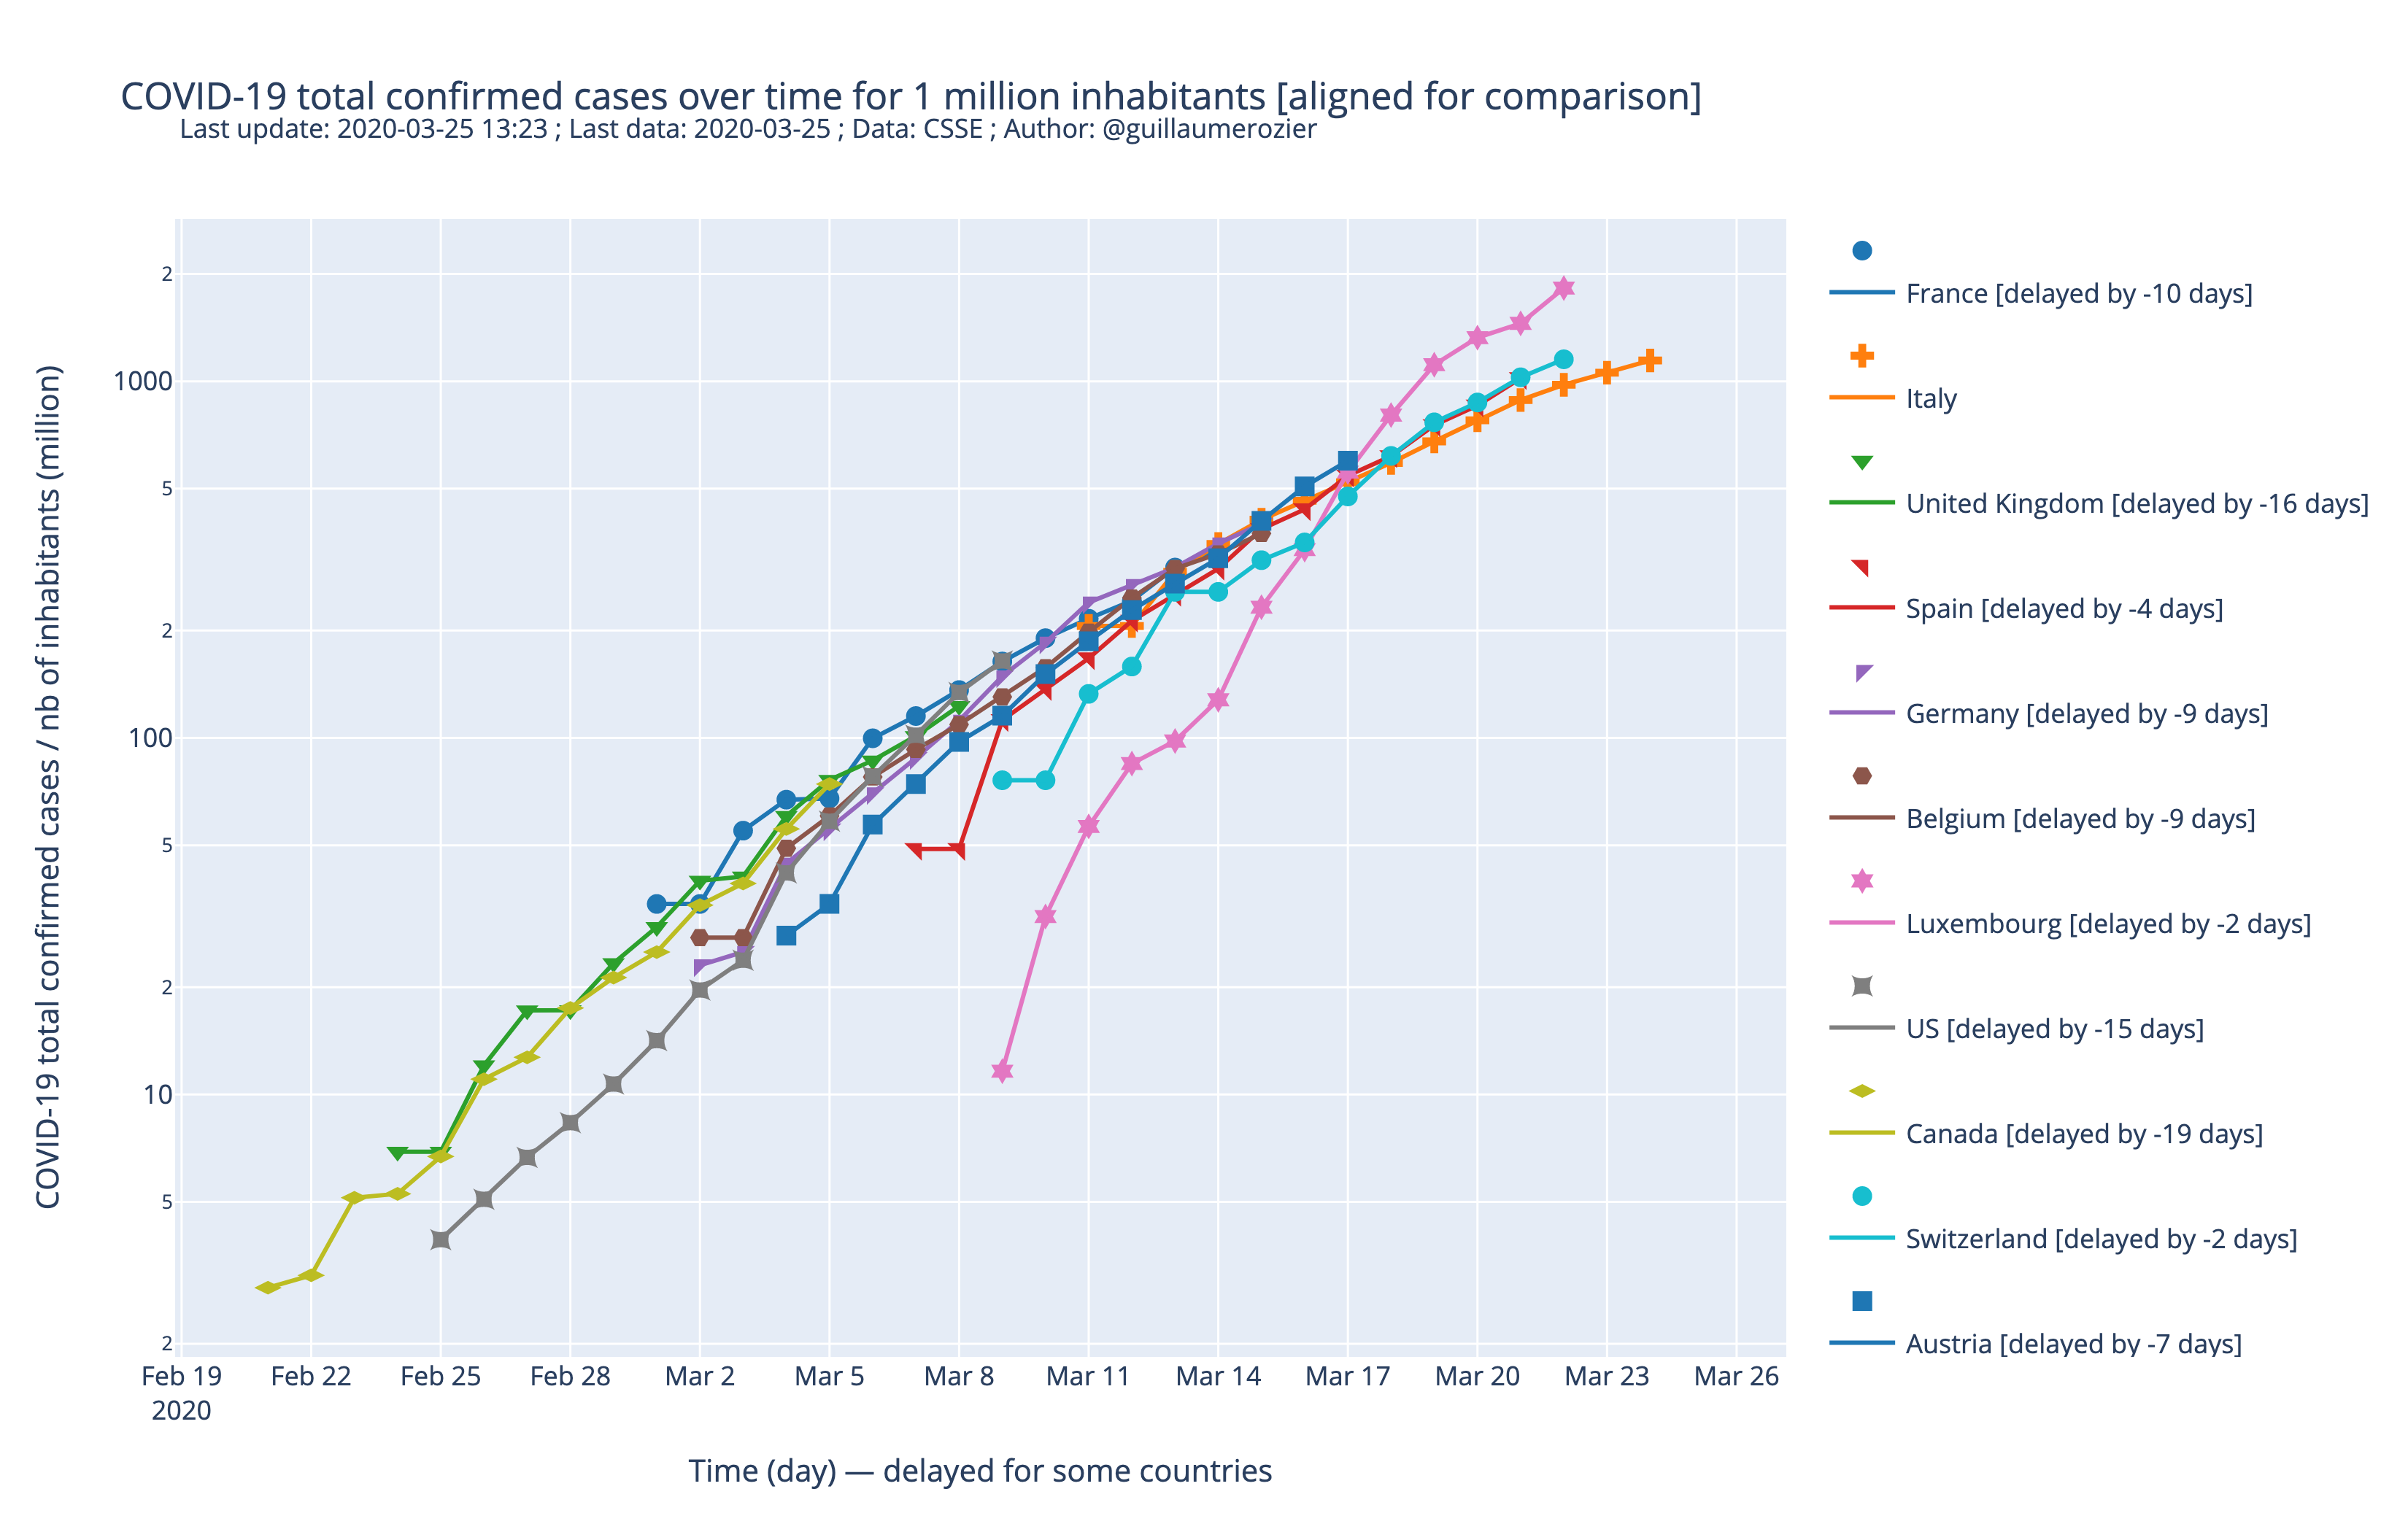 COVID-19 total confirmed cases over time for 1 million inhabitants [aligned for comparison]
Last update: 2020-03-25 13:23 ; Last data: 2020-03-25 ; Data: CSSE ; Author: @guillaumerozier
COVID-19 total confirmed cases / nb of inhabitants (million)
2
1000
5
2
100
5
2
10
5
2
Feb 19
2020
Feb 22
Feb 25
Feb 28
Mar 2
Mar 5
Mar 8
Mar 11
Mar 14
Mar 17
Mar 20
Mar 23
Mar 26
Time (day) — delayed for some countries
France [delayed by -10 days]
Italy
United Kingdom [delayed by -16 days]
Spain [delayed by -4 days]
Germany [delayed by -9 days]
Belgium [delayed by -9 days]
Luxembourg [delayed by -2 days]
US [delayed by -15 days]
Canada [delayed by -19 days]
Switzerland [delayed by -2 days]
Austria [delayed by -7 days]